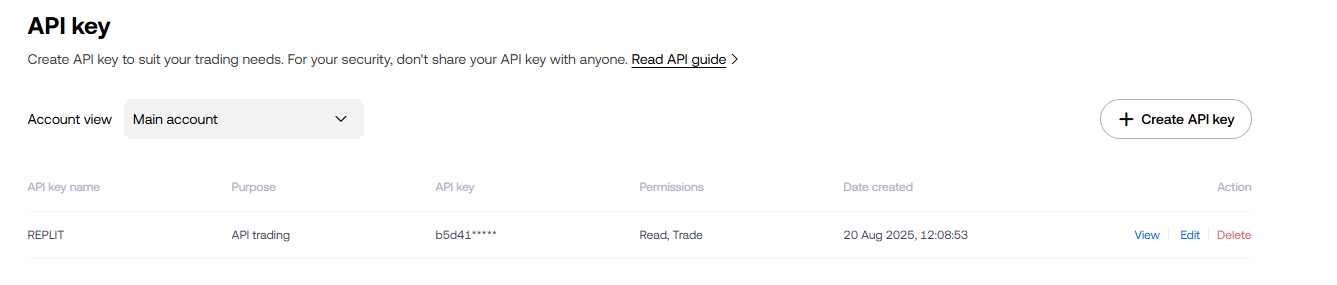 API key
Create API key to suit your trading needs. For your security, don't share your API key with anyone. Read API guide
Account view Main account Create API key
API key name Purpose API key Permissions Date created Action
REPLIT API trading b5d41***** Read, Trade 20 Aug 2025, 12:08:53 View Edit Delete